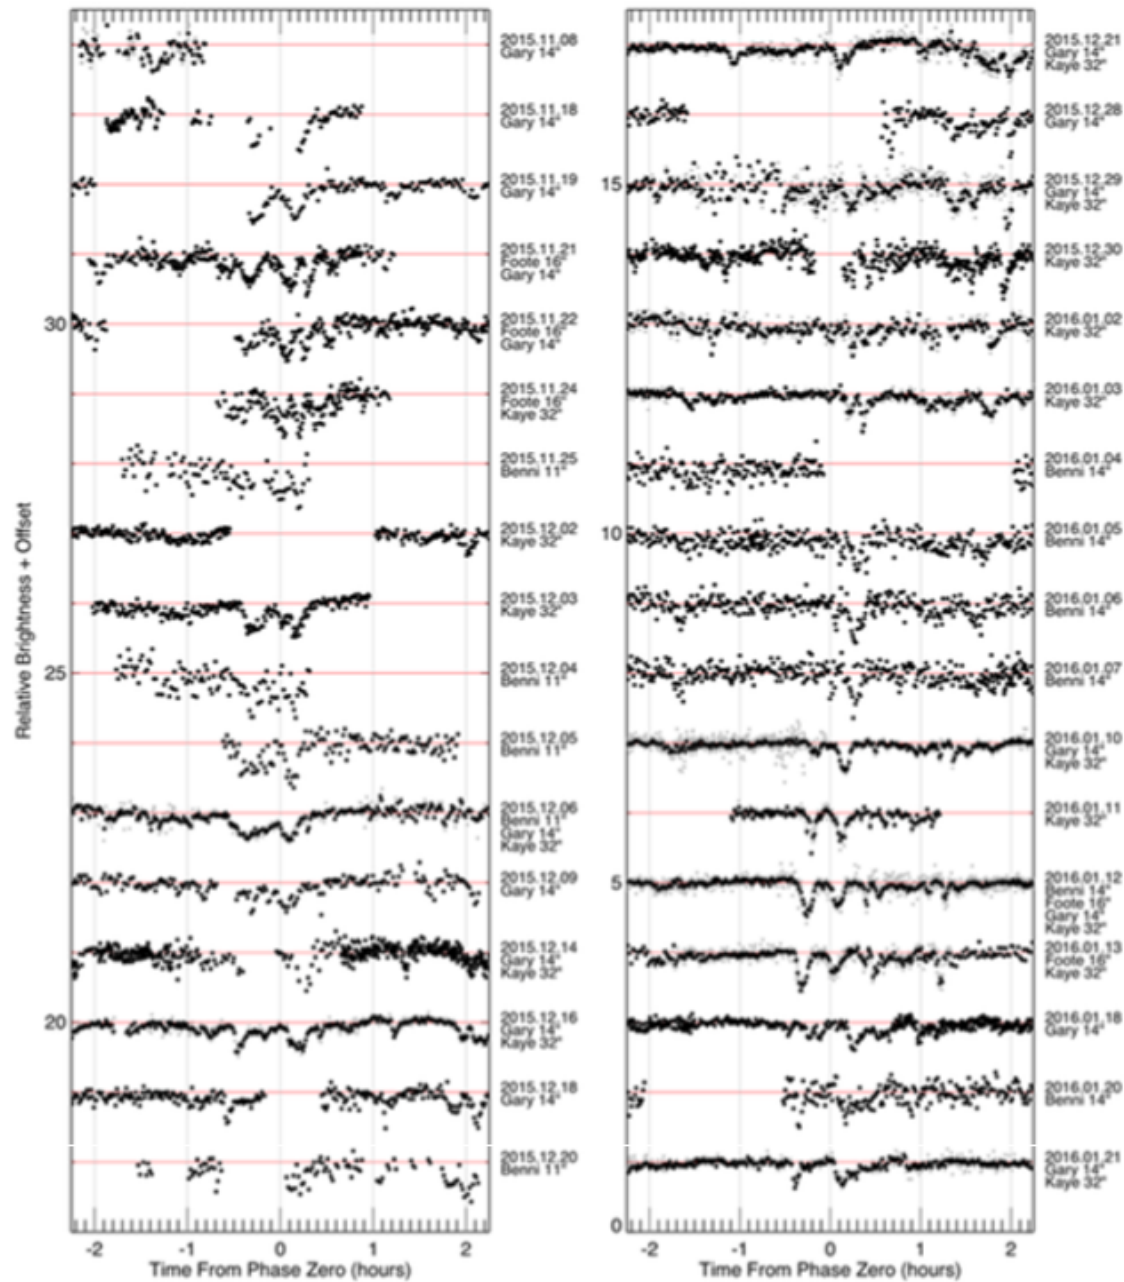 2015.11.08
Gary 14"
2015.11.18
Gary 14"
2015.11.19
Gary 14"
2015.11.21
Foote 16"
Gary 14"
30
2015.11.22
Foote 16"
Gary 14"
2015.11.24
Foote 16"
Kaye 32"
2015.11.25
Benni 11"
2015.12.02
Kaye 32"
2015.12.03
Kaye 32"
25
2015.12.04
Benni 11"
2015.12.05
Benni 11"
2015.12.06
Benni 11"
Gary 14"
Kaye 32"
2015.12.09
Gary 14"
2015.12.14
Gary 14"
Kaye 32"
20
2015.12.16
Gary 14"
Kaye 32"
2015.12.18
Gary 14"
2015.12.20
Benni 11"
Relative Brightness + Offset
-2 -1 0 1 2
Time From Phase Zero (hours)
2015.12.21
Gary 14"
Kaye 32"
2015.12.28
Gary 14"
15
2015.12.29
Gary 14"
Kaye 32"
2015.12.30
Kaye 32"
2016.01.02
Kaye 32"
2016.01.03
Kaye 32"
2016.01.04
Benni 14"
10
2016.01.05
Benni 14"
2016.01.06
Benni 14"
2016.01.07
Benni 14"
2016.01.10
Gary 14"
Kaye 32"
2016.01.11
Kaye 32"
5
2016.01.12
Benni 14"
Foote 16"
Gary 14"
Kaye 32"
2016.01.13
Foote 16"
Kaye 32"
2016.01.18
Gary 14"
2016.01.20
Benni 14"
2016.01.21
Gary 14"
Kaye 32"
0
-2 -1 0 1 2
Time From Phase Zero (hours)